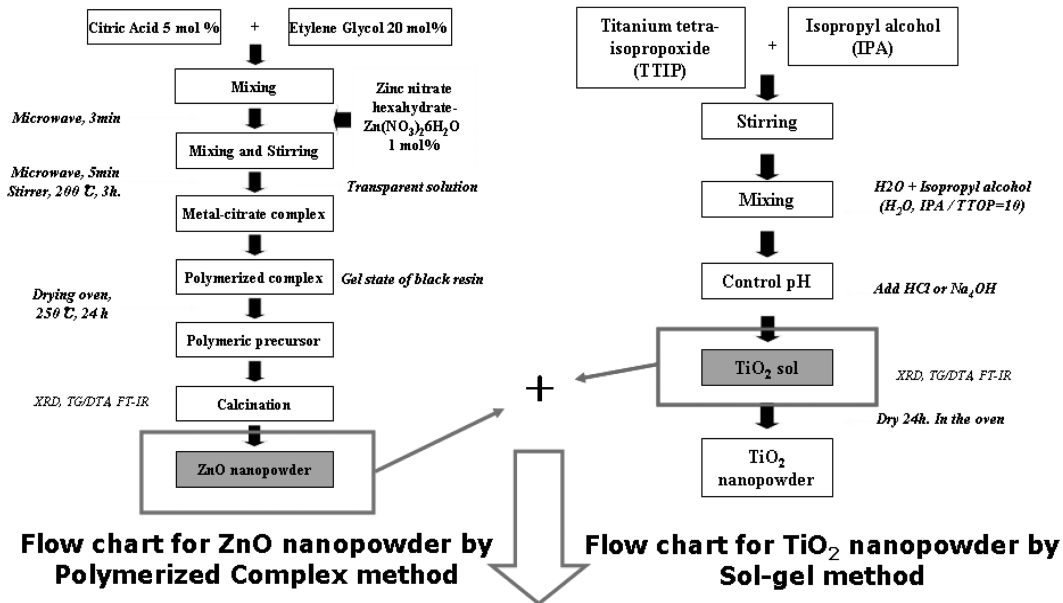 Citric Acid 5 mol %
+
Etylene Glycol 20 mol%
Mixing
Microwave, 3min
Zinc nitrate
hexahydrate-
Zn(NO₃)₂6H₂O
1 mol%
Mixing and Stirring
Microwave, 5min
Stirrer, 200 ℃, 3h.
Transparent solution
Metal-citrate complex
Polymerized complex
Gel state of black resin
Drying oven,
250 ℃, 24 h
Polymeric precursor
XRD, TG/DTA, FT-IR
Calcination
ZnO nanopowder
Flow chart for ZnO nanopowder by
Polymerized Complex method
+
Titanium tetra-
isopropoxide
(TTIP)
+
Isopropyl alcohol
(IPA)
Stirring
Mixing
H2O + Isopropyl alcohol
(H₂O, IPA / TTOP=10)
Control pH
Add HCl or Na₄OH
TiO₂ sol
XRD, TG/DTA, FT-IR
Dry 24h. In the oven
TiO₂
nanopowder
Flow chart for TiO₂ nanopowder by
Sol-gel method